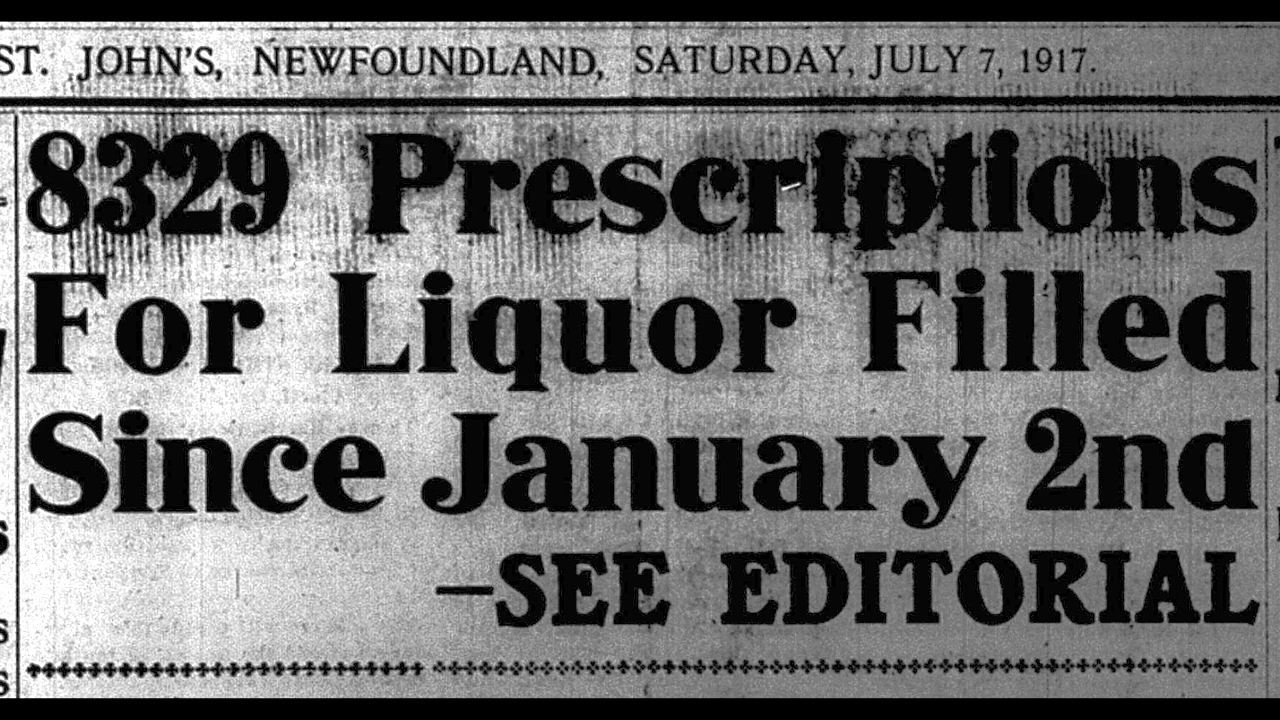 ST. JOHN'S, NEWFOUNDLAND, SATURDAY, JULY 7, 1917.
8329 Prescriptions
For Liquor Filled
Since January 2nd
—SEE EDITORIAL